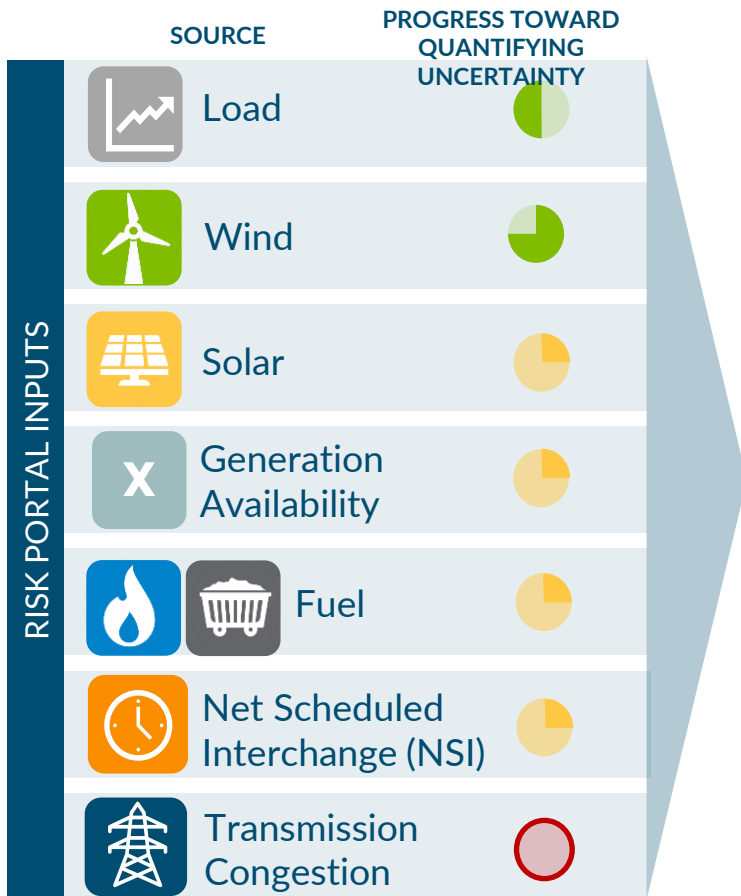 SOURCE
PROGRESS TOWARD
QUANTIFYING
UNCERTAINTY
RISK PORTAL INPUTS
Load
Wind
Solar
X
Generation
Availability
Fuel
Net Scheduled
Interchange (NSI)
Transmission
Congestion